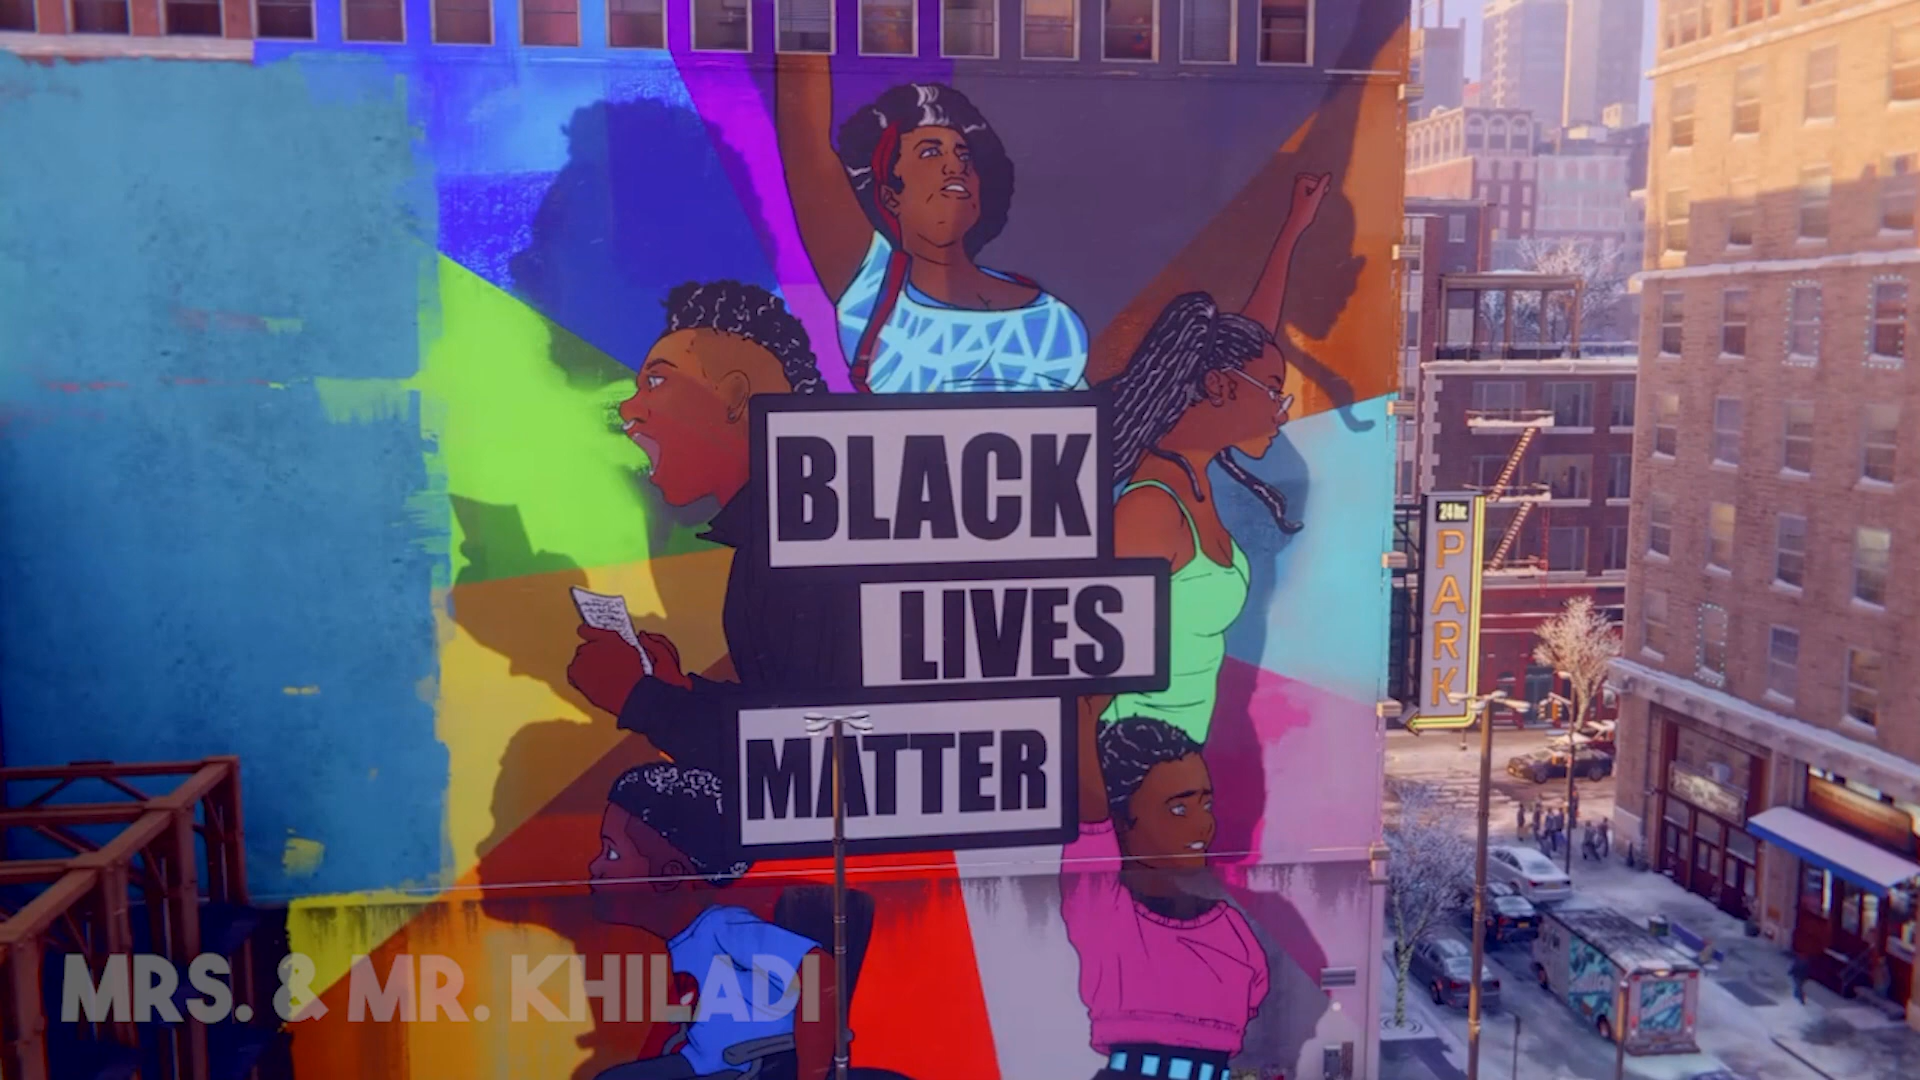 BLACK
LIVES
MATTER
24hr.
PARK
MRS. & MR. KHILADI